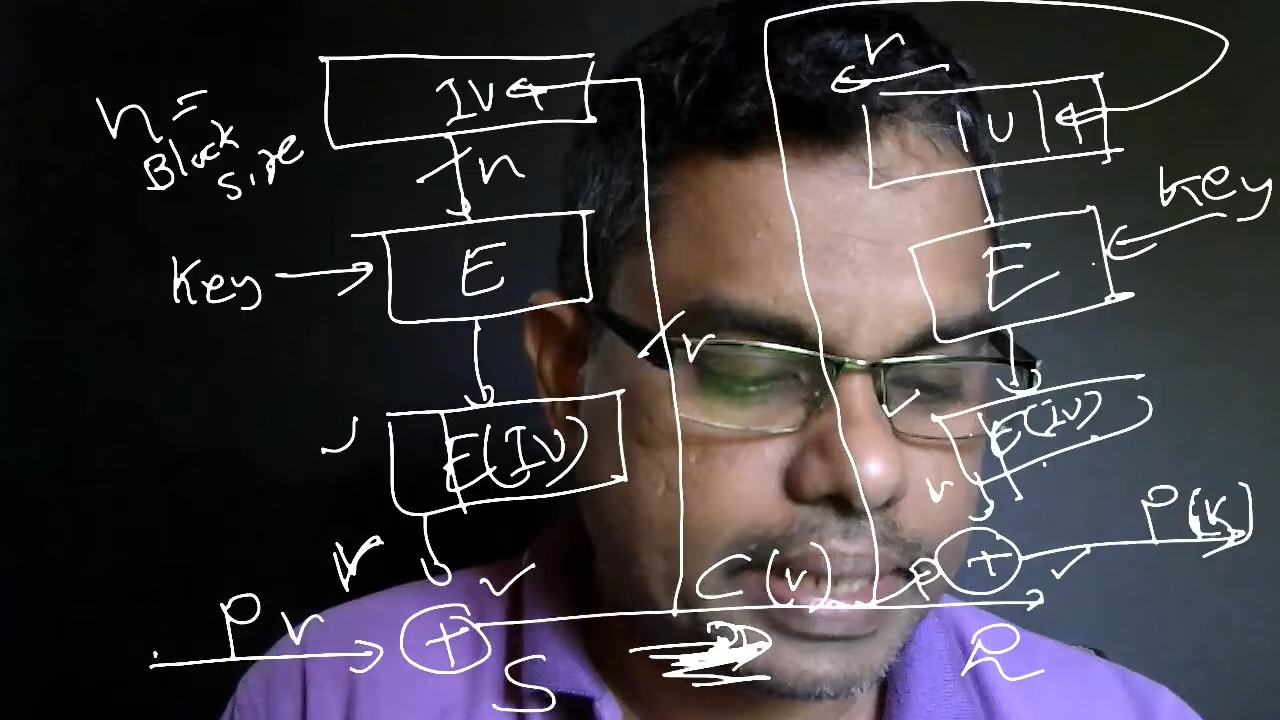 n =
Block
Size
IV
n
Key
E
E(IV)
r
P r
S
r
C(r)
r
IV
Key
E
E(IV)
r
P
R